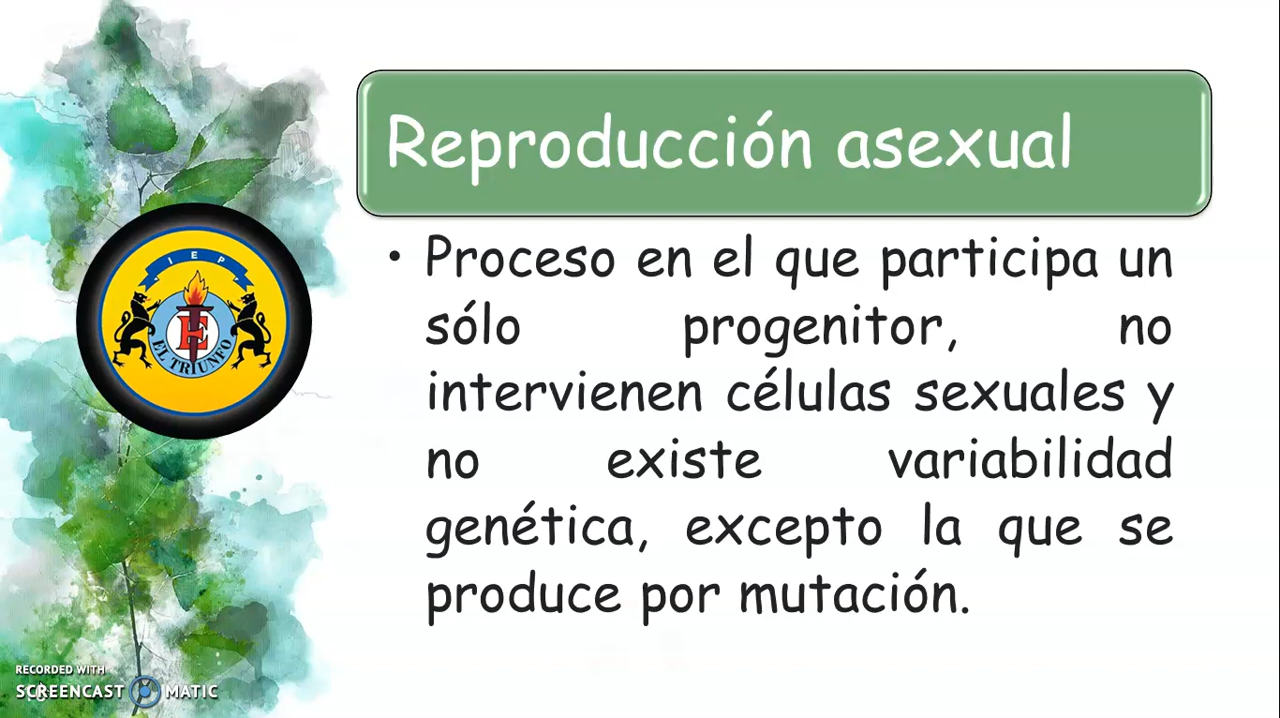 Reproducción asexual
• Proceso en el que participa un
sólo progenitor, no
intervienen células sexuales y
no existe variabilidad
genética, excepto la que se
produce por mutación.
I E P
E
EL TRIUNFO
RECORDED WITH
SCREENCAST MATIC